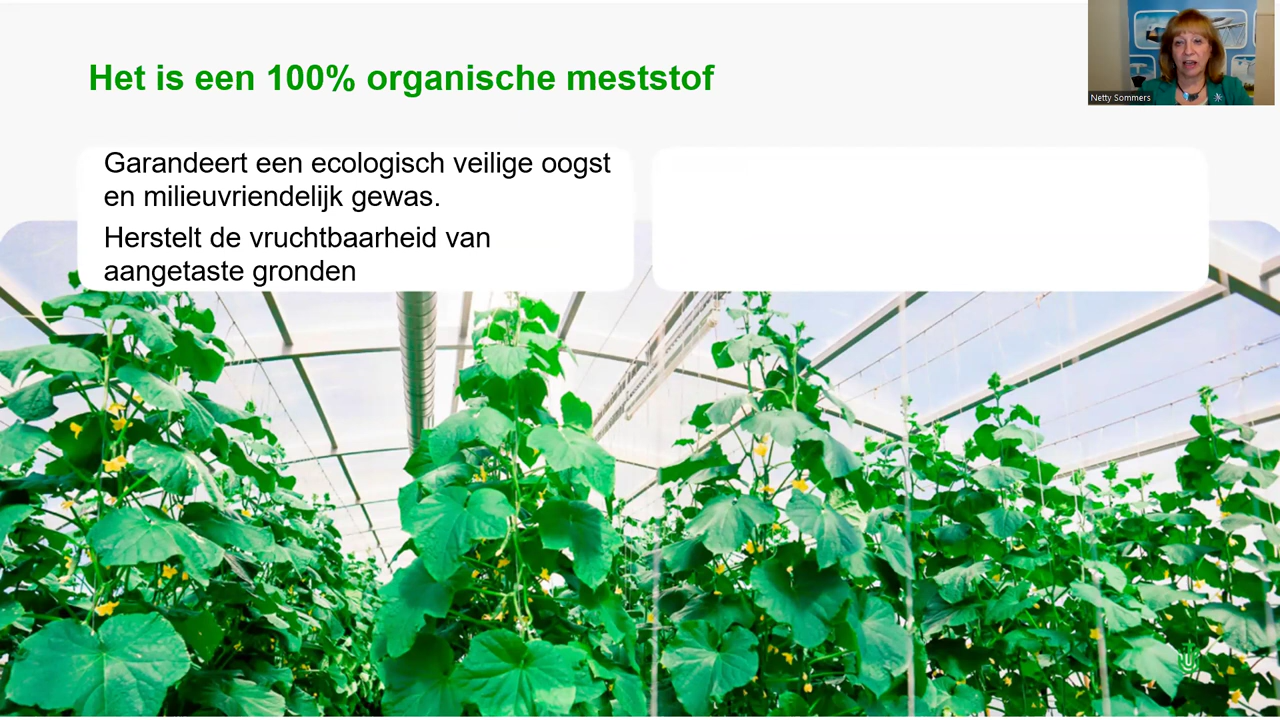 Het is een 100% organische meststof
Netty Sommers
Garandeert een ecologisch veilige oogst
en milieuvriendelijk gewas.
Herstelt de vruchtbaarheid van
aangetaste gronden